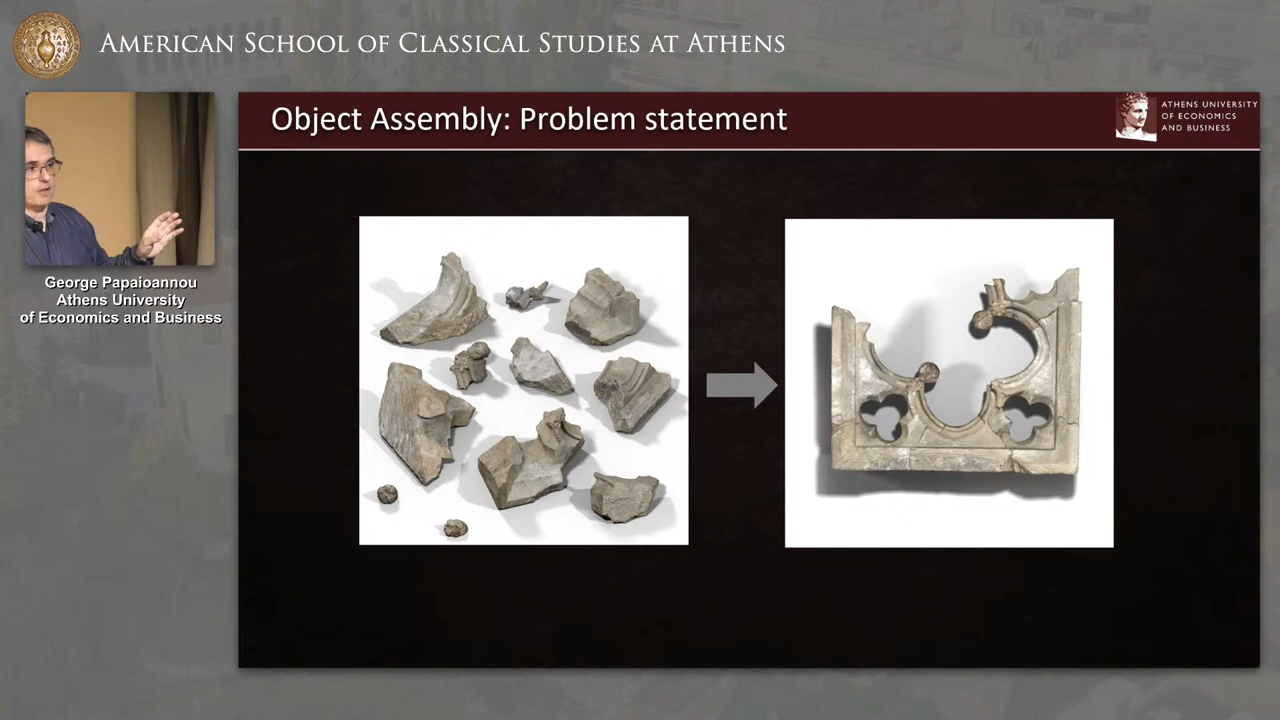 American School of Classical Studies at Athens
Object Assembly: Problem statement
ATHENS UNIVERSITY
OF ECONOMICS
AND BUSINESS
George Papaioannou
Athens University
of Economics and Business